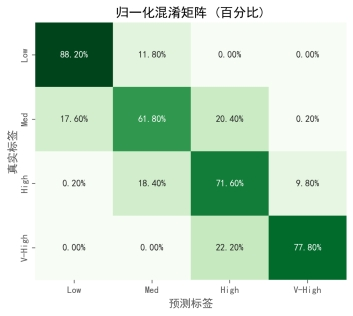 归一化混淆矩阵 (百分比)
真实标签
Low 88.20% 11.80% 0.00% 0.00%
Med 17.60% 61.80% 20.40% 0.20%
High 0.20% 18.40% 71.60% 9.80%
V-High 0.00% 0.00% 22.20% 77.80%
Low Med High V-High
预测标签